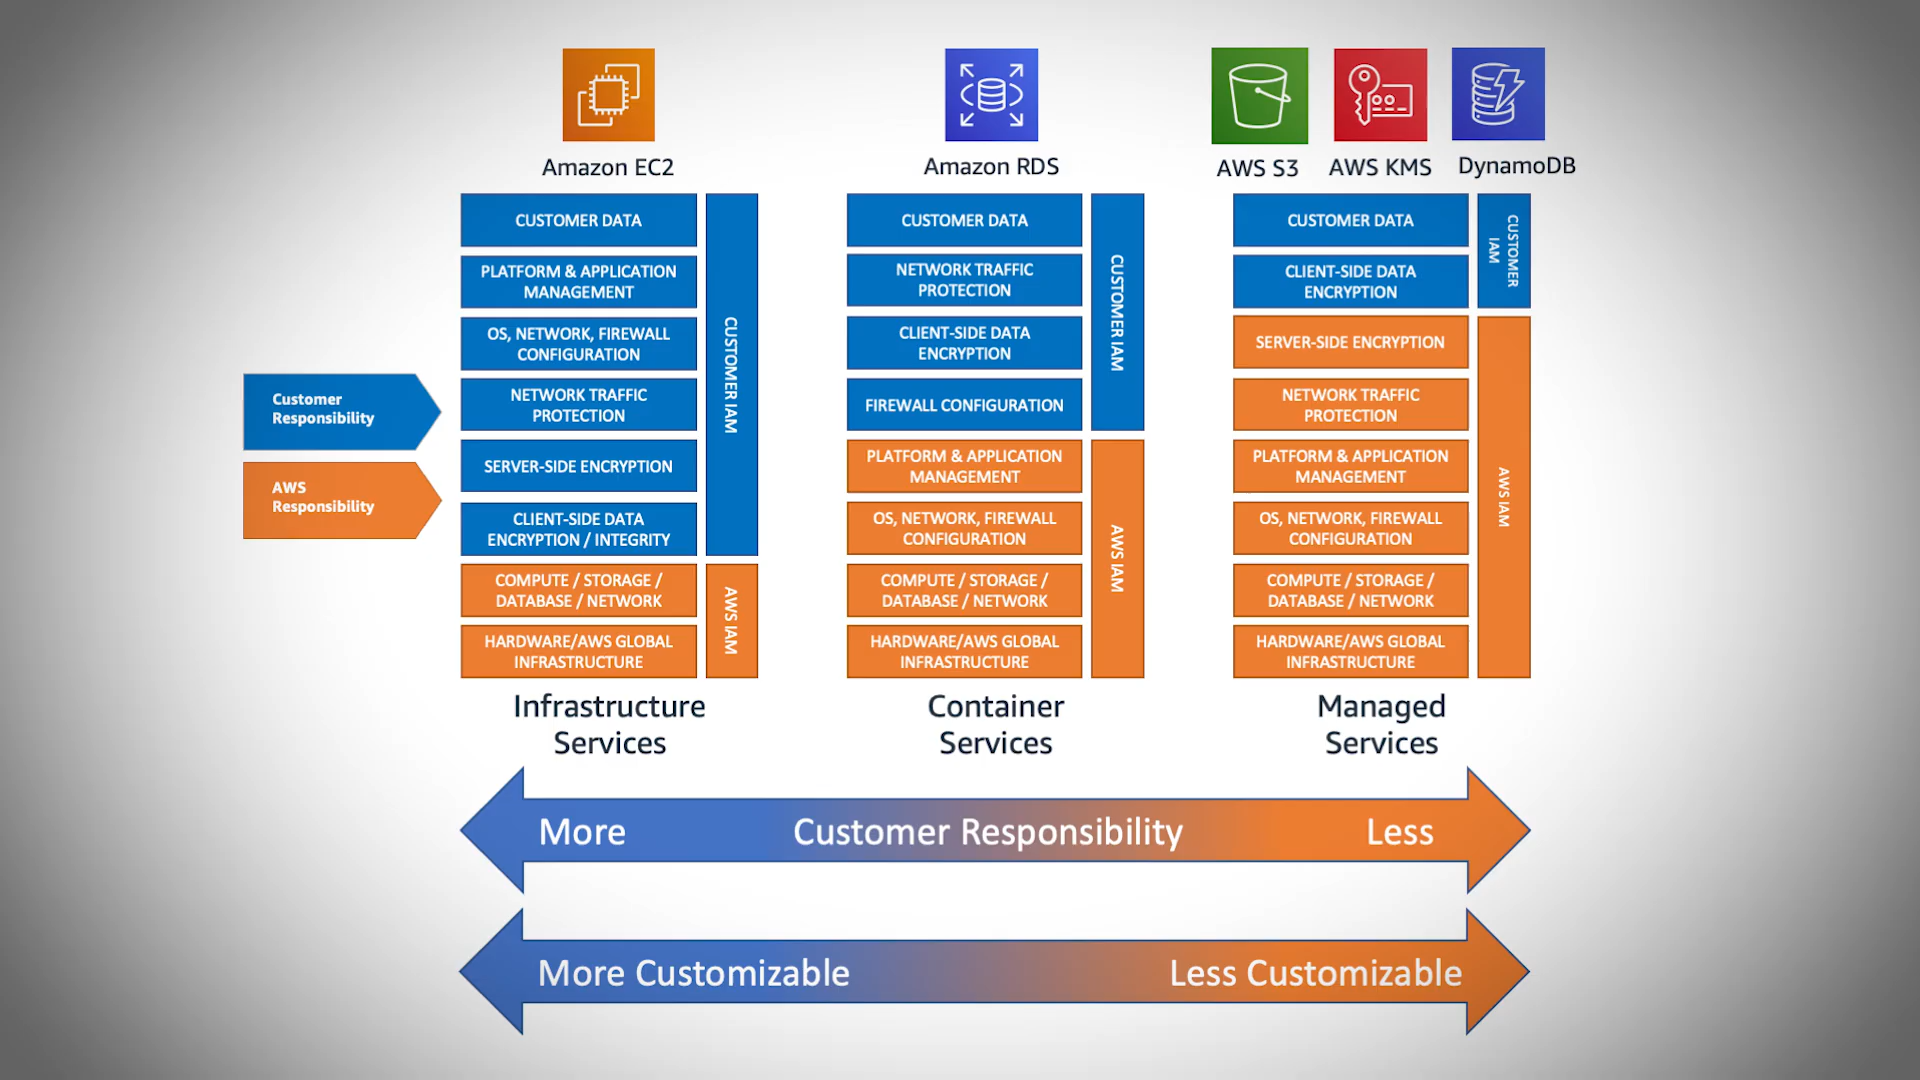 Amazon EC2
Amazon RDS
AWS S3
AWS KMS
DynamoDB
Customer
Responsibility
AWS
Responsibility
CUSTOMER DATA
PLATFORM & APPLICATION
MANAGEMENT
OS, NETWORK, FIREWALL
CONFIGURATION
NETWORK TRAFFIC
PROTECTION
SERVER-SIDE ENCRYPTION
CLIENT-SIDE DATA
ENCRYPTION / INTEGRITY
COMPUTE / STORAGE /
DATABASE / NETWORK
HARDWARE/AWS GLOBAL
INFRASTRUCTURE
CUSTOMER IAM
AWS IAM
Infrastructure
Services
CUSTOMER DATA
NETWORK TRAFFIC
PROTECTION
CLIENT-SIDE DATA
ENCRYPTION
FIREWALL CONFIGURATION
PLATFORM & APPLICATION
MANAGEMENT
OS, NETWORK, FIREWALL
CONFIGURATION
COMPUTE / STORAGE /
DATABASE / NETWORK
HARDWARE/AWS GLOBAL
INFRASTRUCTURE
CUSTOMER IAM
AWS IAM
Container
Services
CUSTOMER DATA
CLIENT-SIDE DATA
ENCRYPTION
SERVER-SIDE ENCRYPTION
NETWORK TRAFFIC
PROTECTION
PLATFORM & APPLICATION
MANAGEMENT
OS, NETWORK, FIREWALL
CONFIGURATION
COMPUTE / STORAGE /
DATABASE / NETWORK
HARDWARE/AWS GLOBAL
INFRASTRUCTURE
CUSTOMER
IAM
AWS IAM
Managed
Services
More Customer Responsibility Less
More Customizable Less Customizable